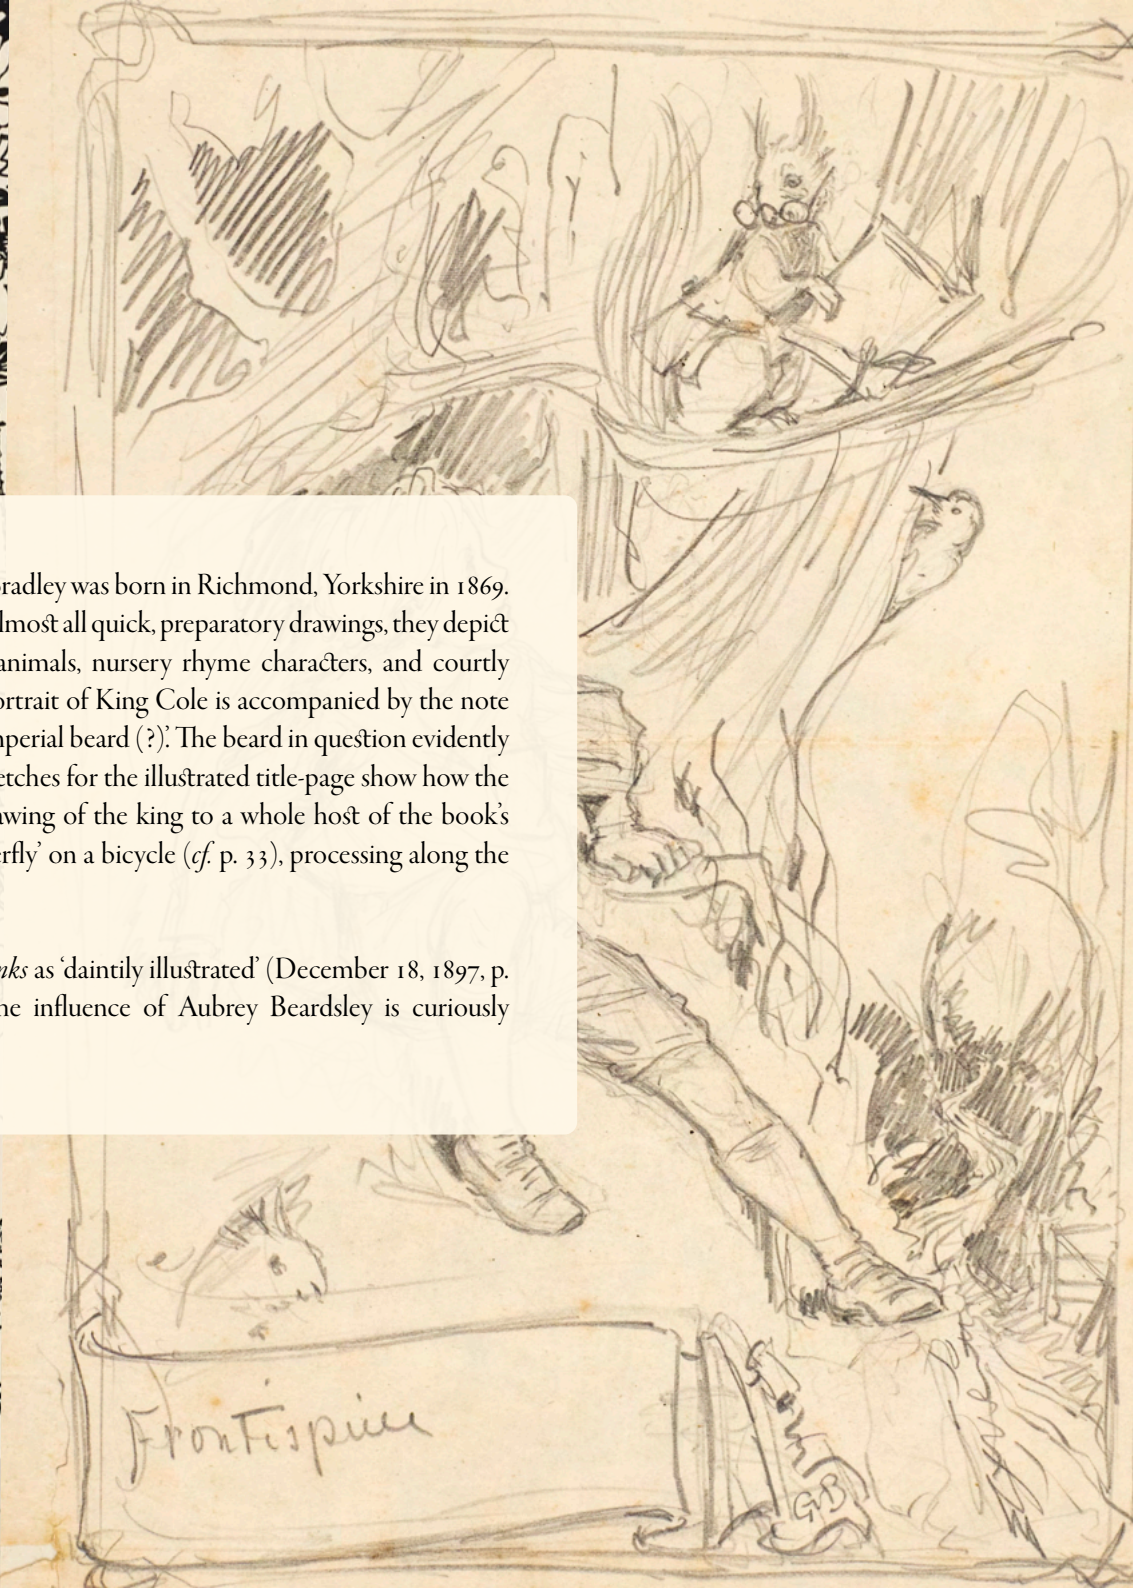 radley was born in Richmond, Yorkshire in 1869.
lmost all quick, preparatory drawings, they depict
animals, nursery rhyme characters, and courtly
ortrait of King Cole is accompanied by the note
nperial beard (?)'. The beard in question evidently
etches for the illustrated title-page show how the
awing of the king to a whole host of the book's
erfly' on a bicycle (cf. p. 33), processing along the
nks as 'daintily illustrated' (December 18, 1897, p.
ne influence of Aubrey Beardsley is curiously
Frontispiece
GB